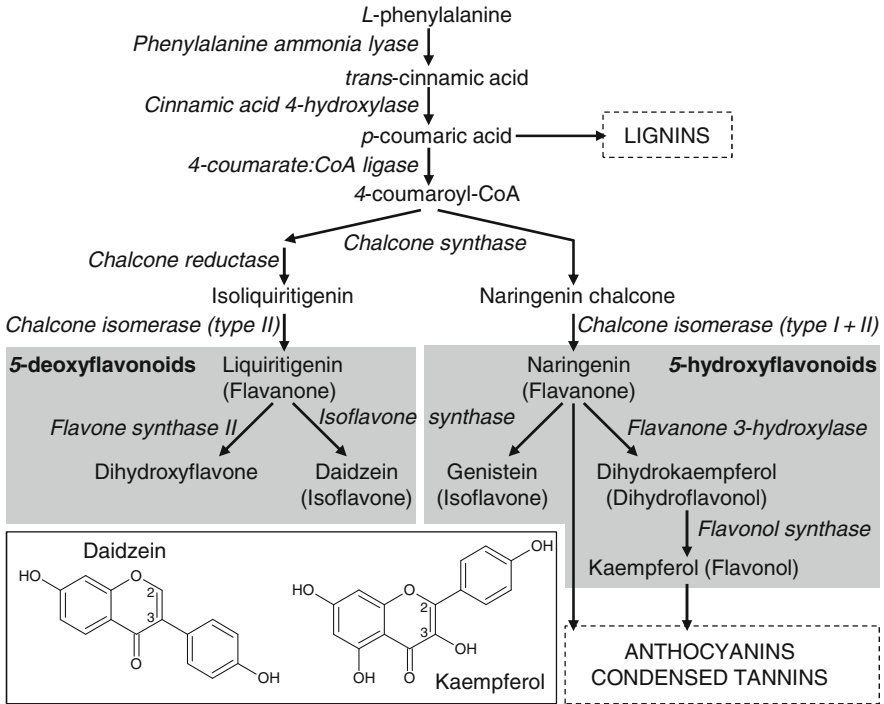 L-phenylalanine
Phenylalanine ammonia lyase
trans-cinnamic acid
Cinnamic acid 4-hydroxylase
p-coumaric acid
LIGNINS
4-coumarate:CoA ligase
4-coumaroyl-CoA
Chalcone synthase
Chalcone reductase
Isoliquiritigenin
Naringenin chalcone
Chalcone isomerase (type II)
Chalcone isomerase (type I + II)
5-deoxyflavonoids
Liquiritigenin
(Flavanone)
Naringenin
(Flavanone)
5-hydroxyflavonoids
Flavone synthase II
Isoflavone synthase
Flavanone 3-hydroxylase
Dihydroxyflavone
Daidzein
(Isoflavone)
Genistein
(Isoflavone)
Dihydrokaempferol
(Dihydroflavonol)
Flavonol synthase
Kaempferol (Flavonol)
Daidzein
HO
O
2
3
O
OH
HO
O
OH
2
3
OH
OH
O
Kaempferol
ANTHOCYANINS
CONDENSED TANNINS